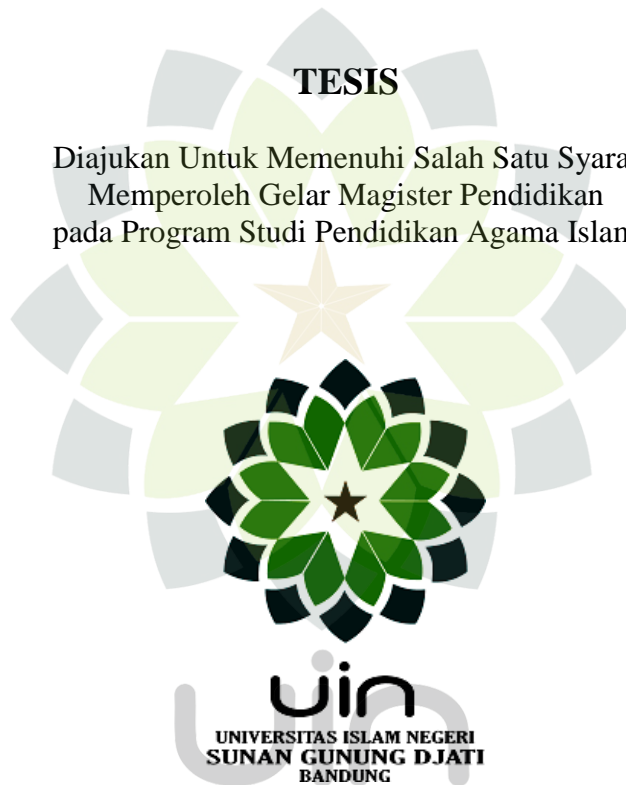 TESIS
Diajukan Untuk Memenuhi Salah Satu Syara
Memperoleh Gelar Magister Pendidikan
pada Program Studi Pendidikan Agama Islan
uin
UNIVERSITAS ISLAM NEGERI
SUNAN GUNUNG DJATI
BANDUNG